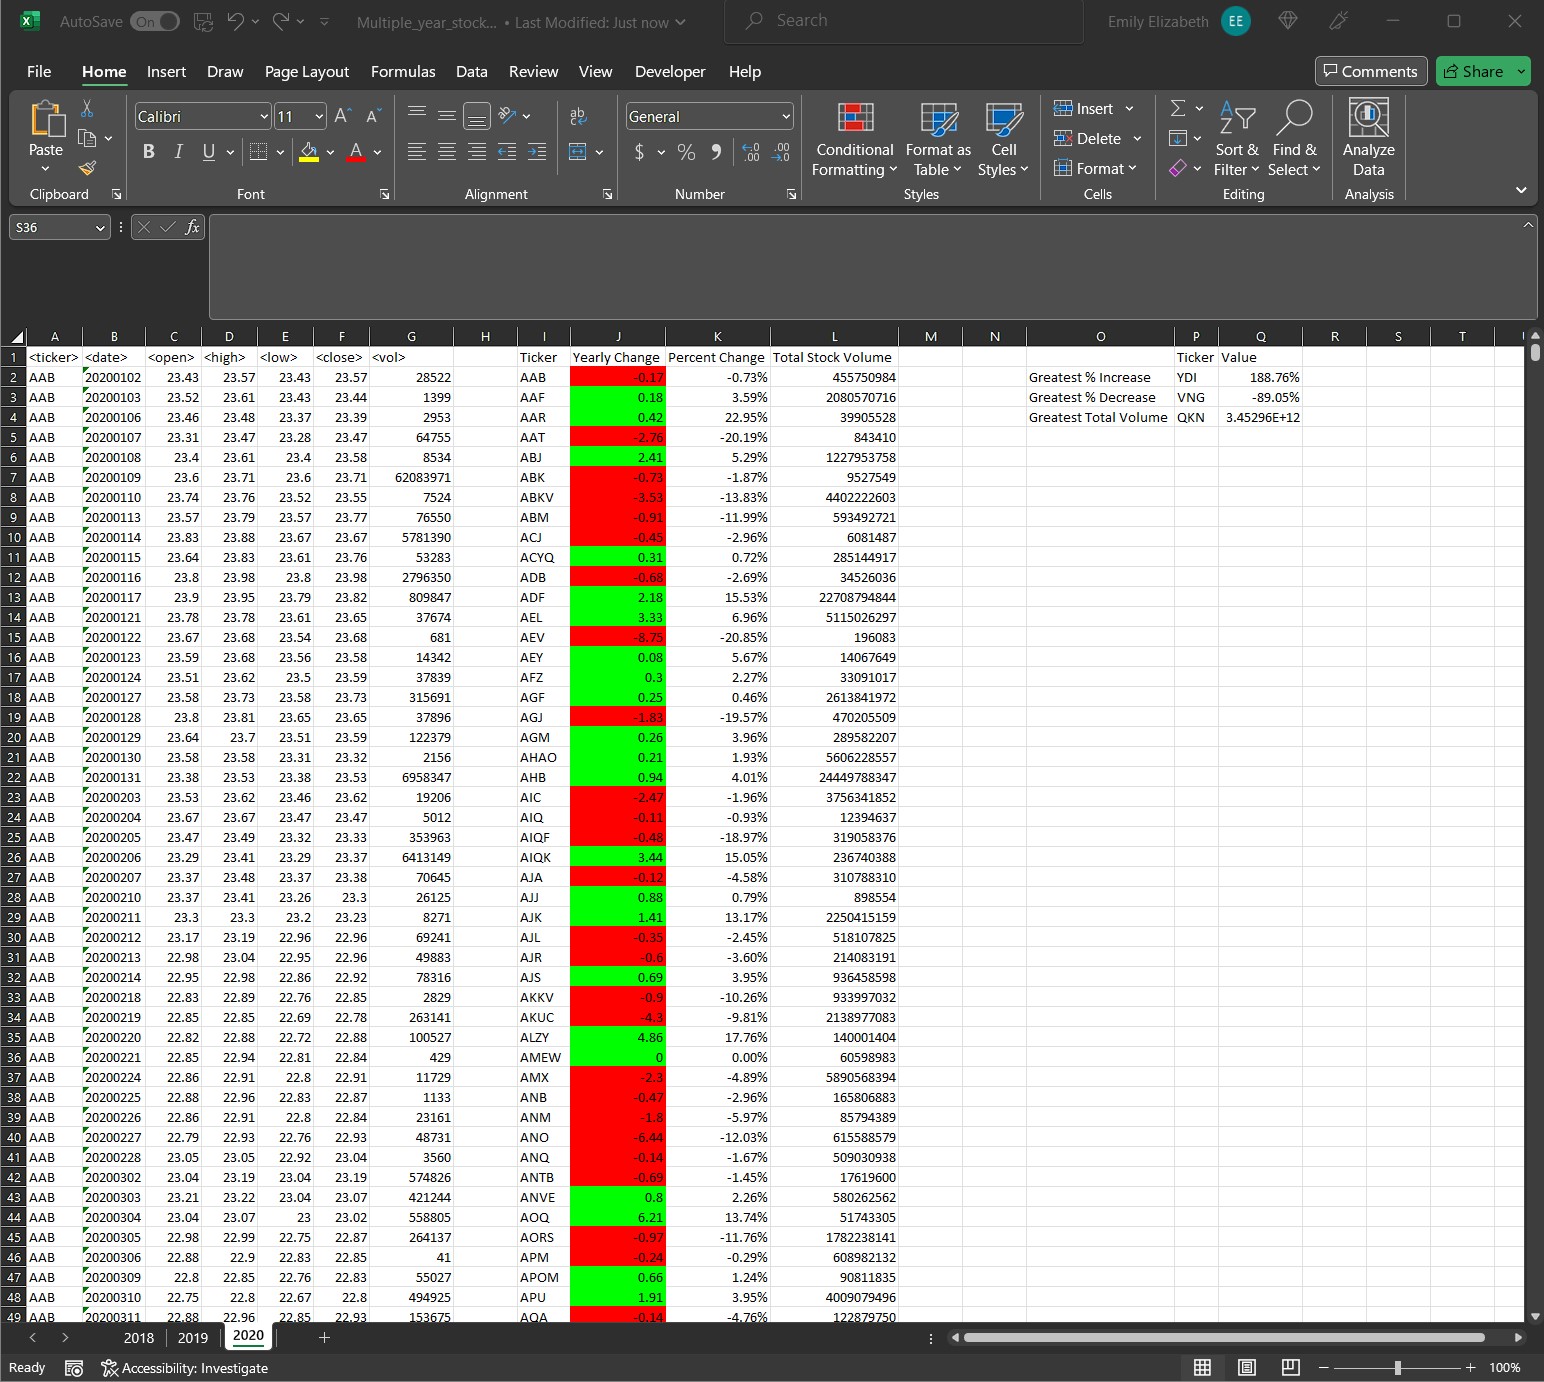 AutoSave On Multiple_year_stock... • Last Modified: Just now Search Emily Elizabeth EE
File Home Insert Draw Page Layout Formulas Data Review View Developer Help Comments Share
Paste
Clipboard
Calibri 11
B I U
Font
ab
Alignment
General
$ % 9
Number
Conditional Formatting
Format as Table
Cell Styles
Styles
Insert
Delete
Format
Cells
Sort & Filter
Find & Select
Editing
Analyze Data
Analysis
S36 fx
A B C D E F G H I J K L M N O P Q R S T
1 <ticker> <date> <open> <high> <low> <close> <vol> Ticker Yearly Change Percent Change Total Stock Volume Ticker Value
2 AAB 20200102 23.43 23.57 23.43 23.57 28522 AAB -0.17 -0.73% 455750984 Greatest % Increase YDI 188.76%
3 AAB 20200103 23.52 23.61 23.43 23.44 1399 AAF 0.18 3.59% 2080570716 Greatest % Decrease VNG -89.05%
4 AAB 20200106 23.46 23.48 23.37 23.39 2953 AAR 0.42 22.95% 39905528 Greatest Total Volume QKN 3.45296E+12
5 AAB 20200107 23.31 23.47 23.28 23.47 64755 AAT -2.76 -20.19% 843410
6 AAB 20200108 23.4 23.61 23.4 23.58 8534 ABJ 2.41 5.29% 1227953758
7 AAB 20200109 23.6 23.71 23.6 23.71 62083971 ABK -0.73 -1.87% 9527549
8 AAB 20200110 23.74 23.76 23.52 23.55 7524 ABKV -3.53 -13.83% 4402222603
9 AAB 20200113 23.57 23.79 23.57 23.77 76550 ABM -0.91 -11.99% 593492721
10 AAB 20200114 23.83 23.88 23.67 23.67 5781390 ACJ -0.45 -2.96% 6081487
11 AAB 20200115 23.64 23.83 23.61 23.76 53283 ACYQ 0.31 0.72% 285144917
12 AAB 20200116 23.8 23.98 23.8 23.98 2796350 ADB -0.68 -2.69% 34526036
13 AAB 20200117 23.9 23.95 23.79 23.82 809847 ADF 2.18 15.53% 22708794844
14 AAB 20200121 23.78 23.78 23.61 23.65 37674 AEL 3.33 6.96% 5115026297
15 AAB 20200122 23.67 23.68 23.54 23.68 681 AEV -8.75 -20.85% 196083
16 AAB 20200123 23.59 23.68 23.56 23.58 14342 AEY 0.08 5.67% 14067649
17 AAB 20200124 23.51 23.62 23.5 23.59 37839 AFZ 0.3 2.27% 33091017
18 AAB 20200127 23.58 23.73 23.58 23.73 315691 AGF 0.25 0.46% 2613841972
19 AAB 20200128 23.8 23.81 23.65 23.65 37896 AGJ -1.83 -19.57% 470205509
20 AAB 20200129 23.64 23.7 23.51 23.59 122379 AGM 0.26 3.96% 289582207
21 AAB 20200130 23.58 23.58 23.31 23.32 2156 AHAO 0.21 1.93% 5606228557
22 AAB 20200131 23.38 23.53 23.38 23.53 6958347 AHB 0.94 4.01% 24449788347
23 AAB 20200203 23.53 23.62 23.46 23.62 19206 AIC -2.47 -1.96% 3756341852
24 AAB 20200204 23.67 23.67 23.47 23.47 5012 AIQ -0.11 -0.93% 12394637
25 AAB 20200205 23.47 23.49 23.32 23.33 353963 AIQF -0.48 -18.97% 319058376
26 AAB 20200206 23.29 23.41 23.29 23.37 6413149 AIQK 3.44 15.05% 236740388
27 AAB 20200207 23.37 23.48 23.37 23.38 70645 AJA -0.12 -4.58% 310788310
28 AAB 20200210 23.37 23.41 23.26 23.3 26125 AJJ 0.88 0.79% 898554
29 AAB 20200211 23.3 23.3 23.2 23.23 8271 AJK 1.41 13.17% 2250415159
30 AAB 20200212 23.17 23.19 22.96 22.96 69241 AJL -0.35 -2.45% 518107825
31 AAB 20200213 22.98 23.04 22.95 22.96 49883 AJR -0.6 -3.60% 214083191
32 AAB 20200214 22.95 22.98 22.86 22.92 78316 AJS 0.69 3.95% 936458598
33 AAB 20200218 22.83 22.89 22.76 22.85 2829 AKKV -0.9 -10.26% 933997032
34 AAB 20200219 22.85 22.85 22.69 22.78 263141 AKUC -4.3 -9.81% 2138977083
35 AAB 20200220 22.82 22.88 22.72 22.88 100527 ALZY 4.86 17.76% 140001404
36 AAB 20200221 22.85 22.94 22.81 22.84 429 AMEW 0 0.00% 60598983
37 AAB 20200224 22.86 22.91 22.8 22.91 11729 AMX -2.3 -4.89% 5890568394
38 AAB 20200225 22.88 22.96 22.83 22.87 1133 ANB -0.47 -2.96% 165806883
39 AAB 20200226 22.86 22.91 22.8 22.84 23161 ANM -1.8 -5.97% 85794389
40 AAB 20200227 22.79 22.93 22.76 22.93 48731 ANO -6.44 -12.03% 615588579
41 AAB 20200228 23.05 23.05 22.92 23.04 3560 ANQ -0.14 -1.67% 509030938
42 AAB 20200302 23.04 23.19 23.04 23.19 574826 ANTB -0.69 -1.45% 17619600
43 AAB 20200303 23.21 23.22 23.04 23.07 421244 ANVE 0.8 2.26% 580262562
44 AAB 20200304 23.04 23.07 23 23.02 558805 AOQ 6.21 13.74% 51743305
45 AAB 20200305 22.98 22.99 22.75 22.87 264137 AORS -0.97 -11.76% 1782238141
46 AAB 20200306 22.88 22.9 22.83 22.85 41 APM -0.24 -0.29% 608982132
47 AAB 20200309 22.8 22.85 22.76 22.83 55027 APOM 0.66 1.24% 90811835
48 AAB 20200310 22.75 22.8 22.67 22.8 494925 APU 1.91 3.95% 4009079496
49 AAB 20200311 22.88 22.96 22.85 22.93 153675 AQA -0.14 -4.76% 122879750
2018 2019 2020
Ready Accessibility: Investigate 100%